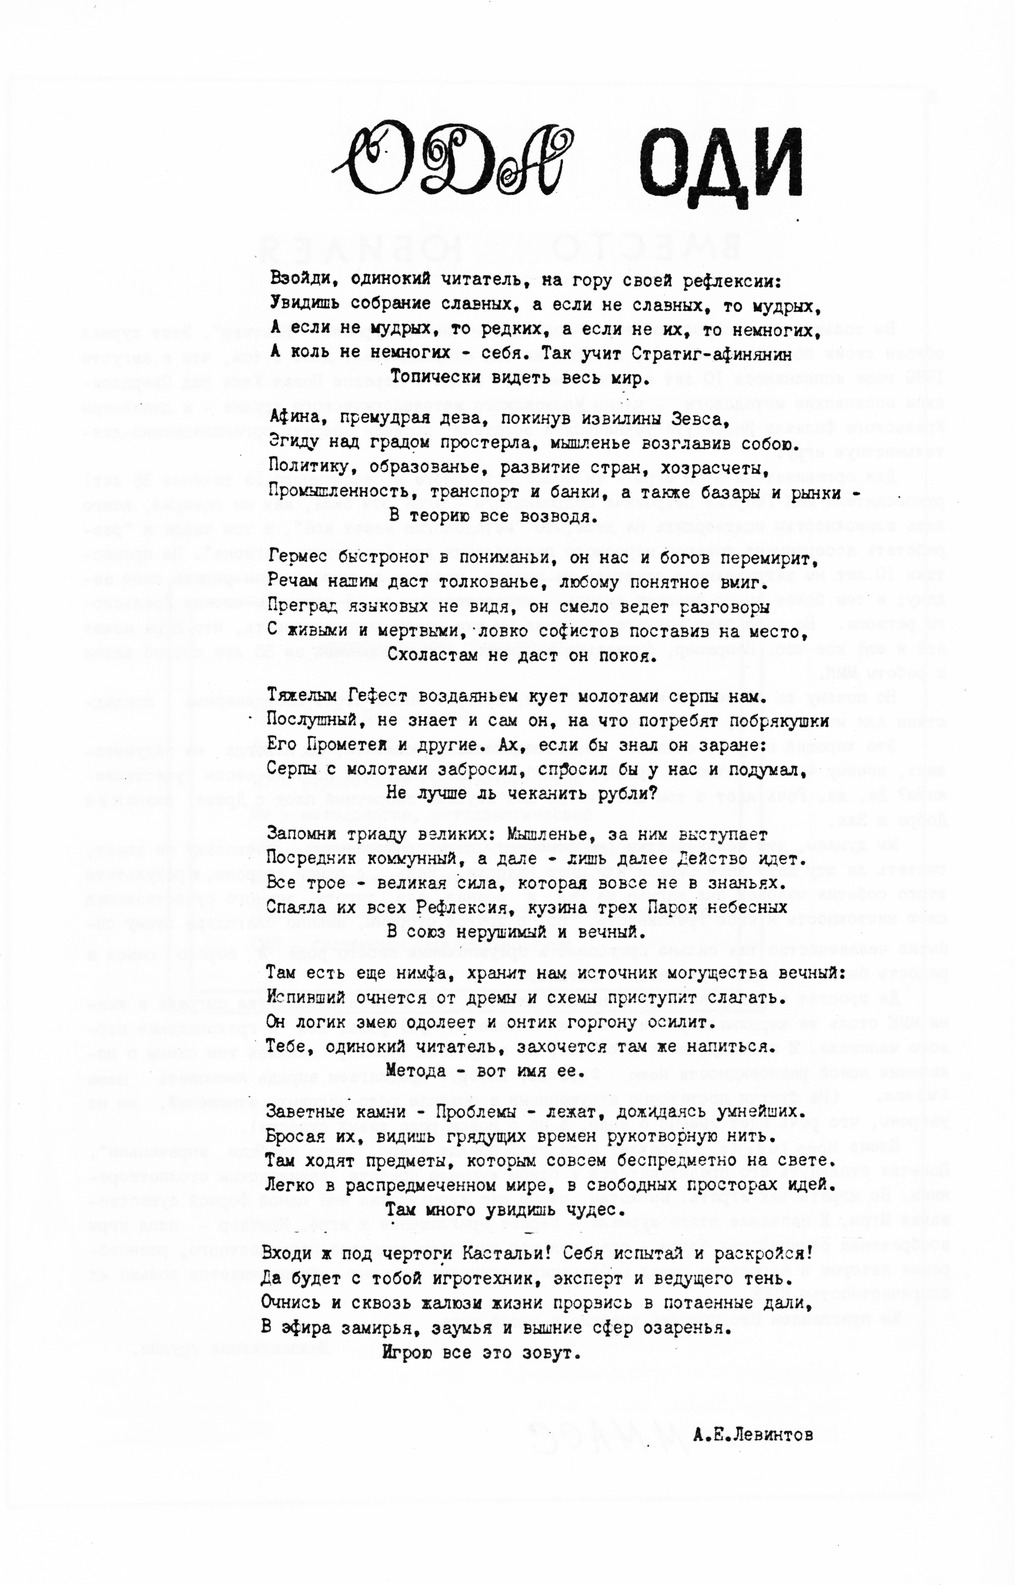 ОДА ОДИ
Взойди, одинокий читатель, на гору своей рефлексии:
Увидишь собрание славных, а если не славных, то мудрых,
А если не мудрых, то редких, а если не их, то немногих,
А коль не немногих - себя. Так учит Стратиг-афинянин
Топически видеть весь мир.
Афина, премудрая дева, покинув извилины Зевса,
Эгиду над градом простерла, мышленье возглавив собою.
Политику, образованье, развитие стран, хозрасчеты,
Промышленность, транспорт и банки, а также базары и рынки -
В теорию все возводя.
Гермес быстроног в пониманьи, он нас и богов перемирит,
Речам нашим даст толкованье, любому понятное вмиг.
Преград языковых не видя, он смело ведет разговоры
С живыми и мертвыми, ловко софистов поставив на место,
Схоластам не даст он покоя.
Тяжелым Гефест воздаяньем кует молотами серпы нам.
Послушный, не знает и сам он, на что потребят побрякушки
Его Прометей и другие. Ах, если бы знал он заране:
Серпы с молотами забросил, спросил бы у нас и подумал,
Не лучше ль чеканить рубли?
Запомни триаду великих: Мышленье, за ним выступает
Посредник коммунный, а дале - лишь далее Действо идет.
Все трое - великая сила, которая вовсе не в знаньях.
Спаяла их всех Рефлексия, кузина трех Парок небесных
В союз нерушимый и вечный.
Там есть еще нимфа, хранит нам источник могущества вечный:
Испивший очнется от дремы и схемы приступит слагать.
Он логик змею одолеет и онтик горгону осилит.
Тебе, одинокий читатель, захочется там же напиться.
Метода - вот имя ее.
Заветные камни - Проблемы - лежат, дожидаясь умнейших.
Бросая их, видишь грядущих времен рукотворную нить.
Там ходят предметы, которым совсем беспредметно на свете.
Легко в распредмеченном мире, в свободных просторах идей.
Там много увидишь чудес.
Входи ж под чертоги Кастальи! Себя испытай и раскройся!
Да будет с тобой игротехник, эксперт и ведущего тень.
Очнись и сквозь жалюзи жизни прорвись в потаенные дали,
В эфира замирья, заумья и вышние сфер озаренья.
Игрою все это зовут.
А.Е.Левинтов